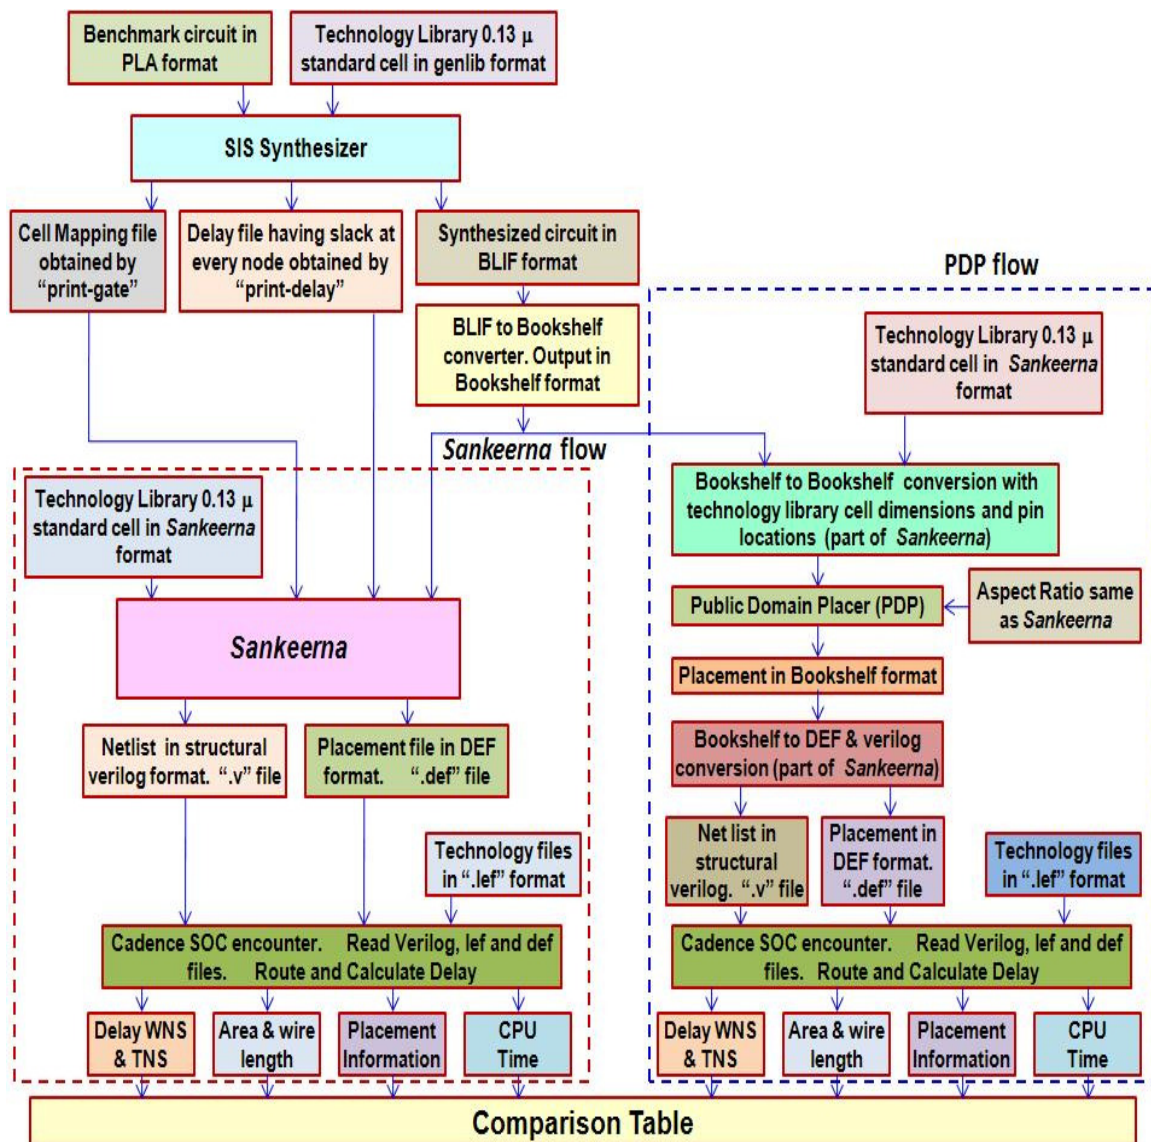 Benchmark circuit in
PLA format
Technology Library 0.13 μ
standard cell in genlib format
SIS Synthesizer
Cell Mapping file
obtained by
“print-gate”
Delay file having slack at
every node obtained by
“print-delay”
Synthesized circuit in
BLIF format
BLIF to Bookshelf
converter. Output in
Bookshelf format
PDP flow
Technology Library 0.13 μ
standard cell in Sankeerna
format
Sankeerna flow
Technology Library 0.13 μ
standard cell in Sankeerna
format
Sankeerna
Netlist in structural
verilog format. “.v” file
Placement file in DEF
format. “.def” file
Technology files
in “.lef” format
Cadence SOC encounter. Read Verilog, lef and def
files. Route and Calculate Delay
Delay WNS
& TNS
Area & wire
length
Placement
Information
CPU
Time
Bookshelf to Bookshelf conversion with
technology library cell dimensions and pin
locations (part of Sankeerna)
Public Domain Placer (PDP)
Aspect Ratio same
as Sankeerna
Placement in Bookshelf format
Bookshelf to DEF & verilog
conversion (part of Sankeerna)
Net list in
structural
verilog. “.v” file
Placement in
DEF format.
“.def” file
Technology files
in “.lef” format
Cadence SOC encounter. Read Verilog, lef and def
files. Route and Calculate Delay
Delay WNS
& TNS
Area & wire
length
Placement
Information
CPU
Time
Comparison Table